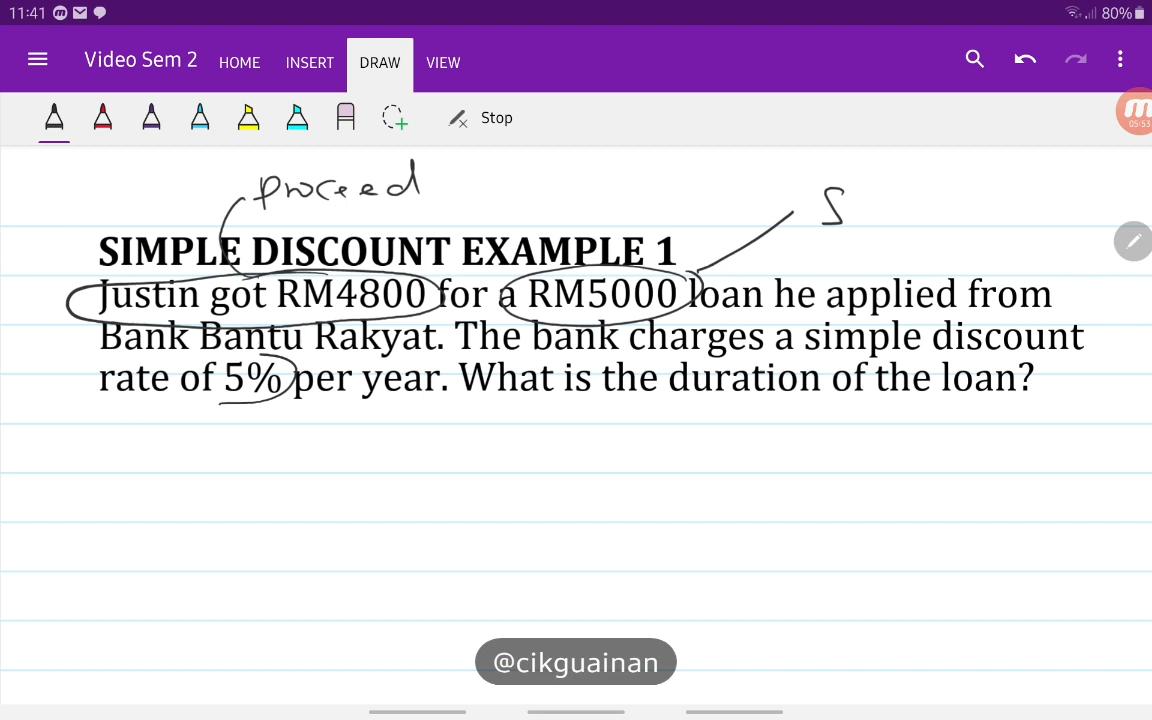 11:41 80%
Video Sem 2 HOME INSERT DRAW VIEW
Stop
05:53
proceed
S
SIMPLE DISCOUNT EXAMPLE 1
Justin got RM4800 for a RM5000 loan he applied from
Bank Bantu Rakyat. The bank charges a simple discount
rate of 5% per year. What is the duration of the loan?
@cikguainan